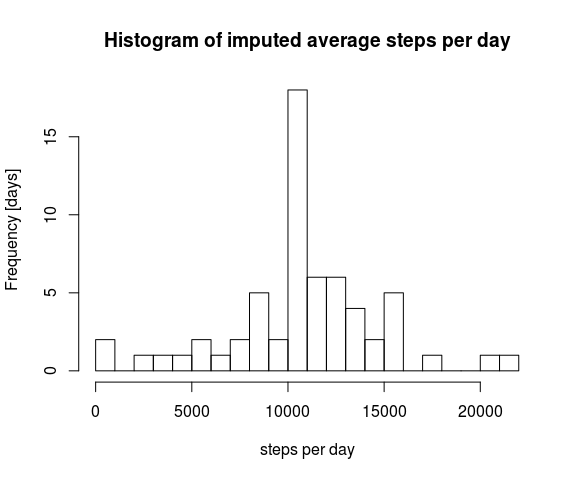 Histogram of imputed average steps per day
Frequency [days]
15
10
5
0
0 5000 10000 15000 20000
steps per day